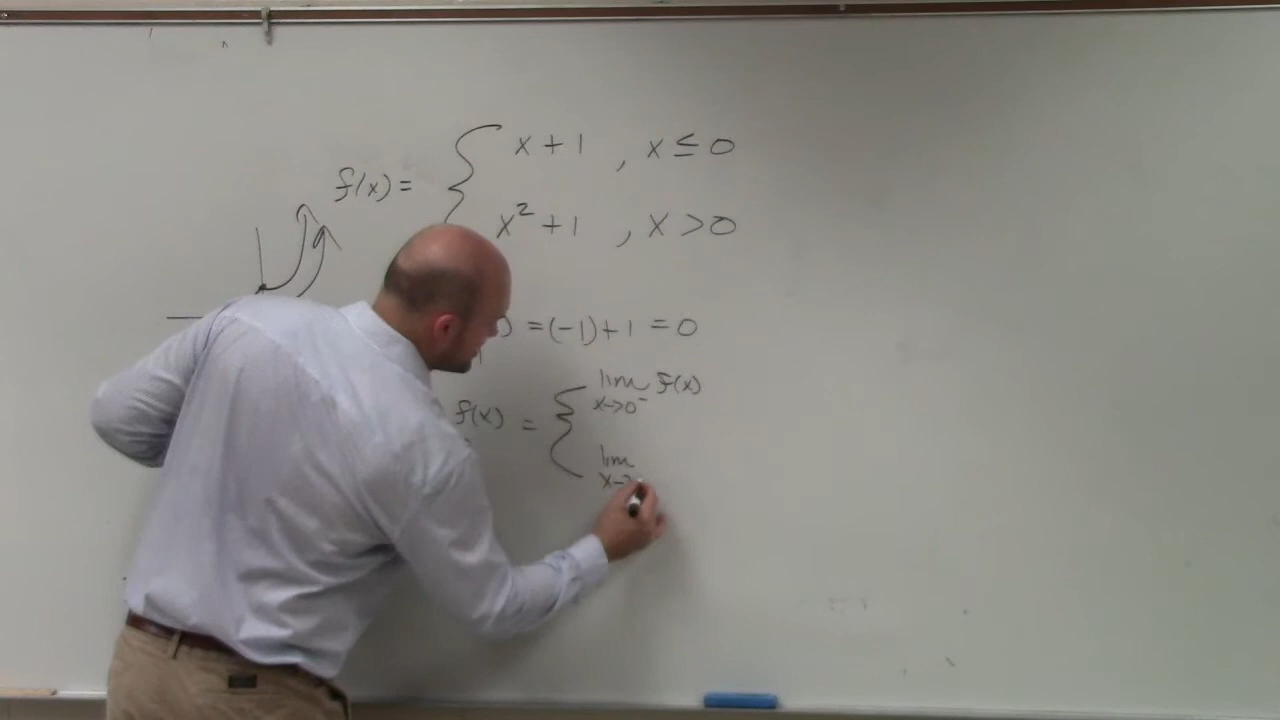 f(x) = { x + 1 , x ≤ 0
x² + 1 , x > 0
= (-1) + 1 = 0
f(x) = { lim f(x)
x→0⁻
lim
x→